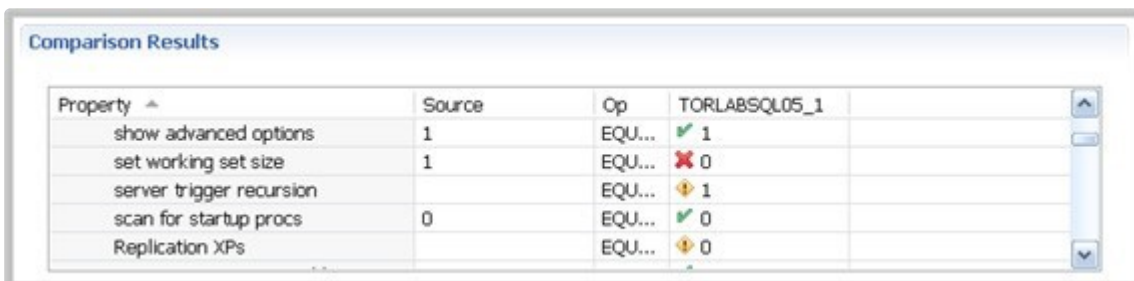 Comparison Results
Property Source Op TORLABSQL05_1
show advanced options 1 EQU... 1
set working set size 1 EQU... 0
server trigger recursion EQU... 1
scan for startup procs 0 EQU... 0
Replication XPs EQU... 0